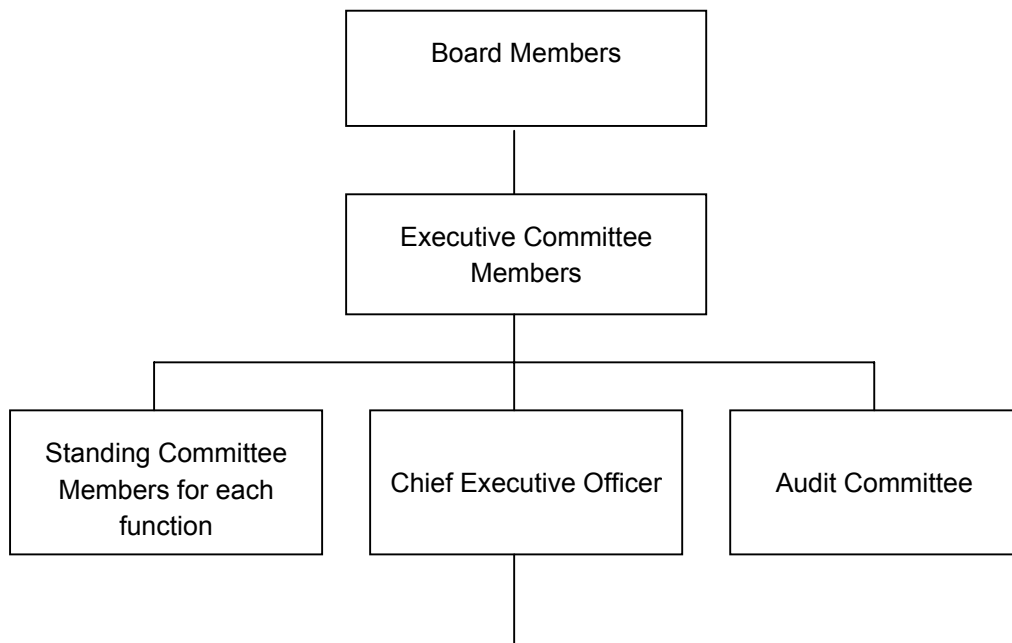 Board Members
Executive Committee
Members
Standing Committee
Members for each
function
Chief Executive Officer
Audit Committee